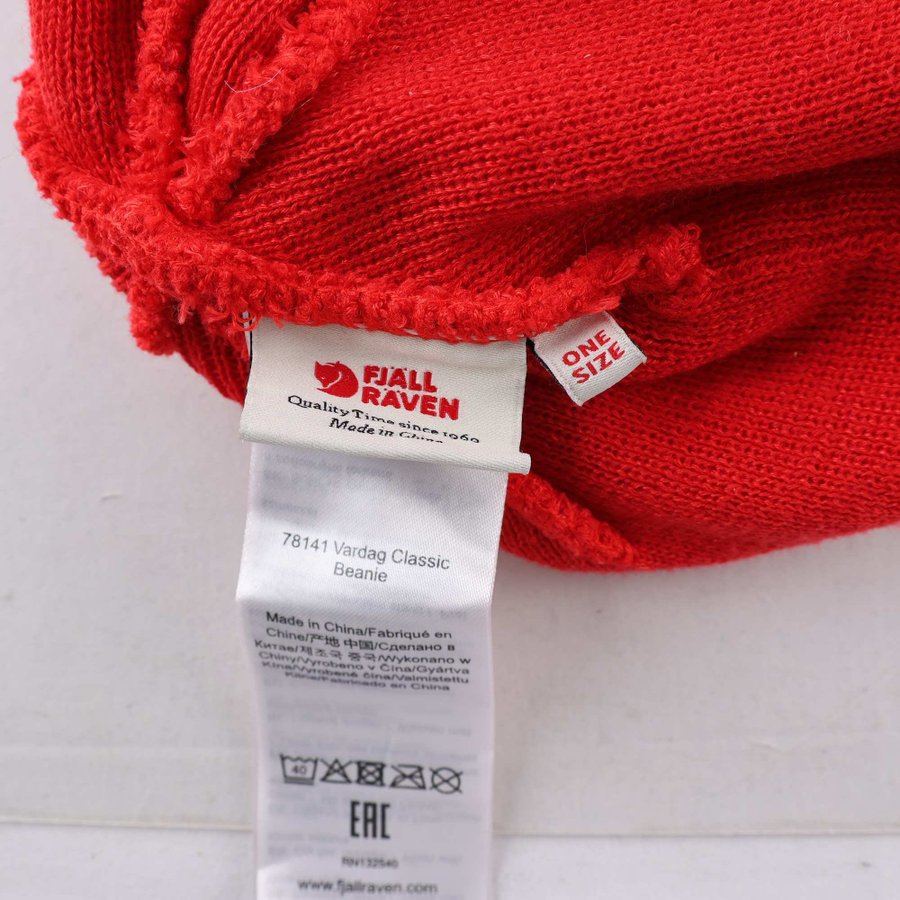 FJÄLL
RÄVEN
Quality Time since 1960
Made in China
ONE
SIZE
78141 Vardag Classic
Beanie
Made in China/Fabriqué en
Chine/产地 中国/Сделано в
Китае/제조국 중국/Wykonano w
Chiny/Vyrobeno v Čína/Gyártva
Kína/Vyrobené čína/Valmistettu
Kiina/Fabricado en China
40
EAC
RN132540
www.fjallraven.com